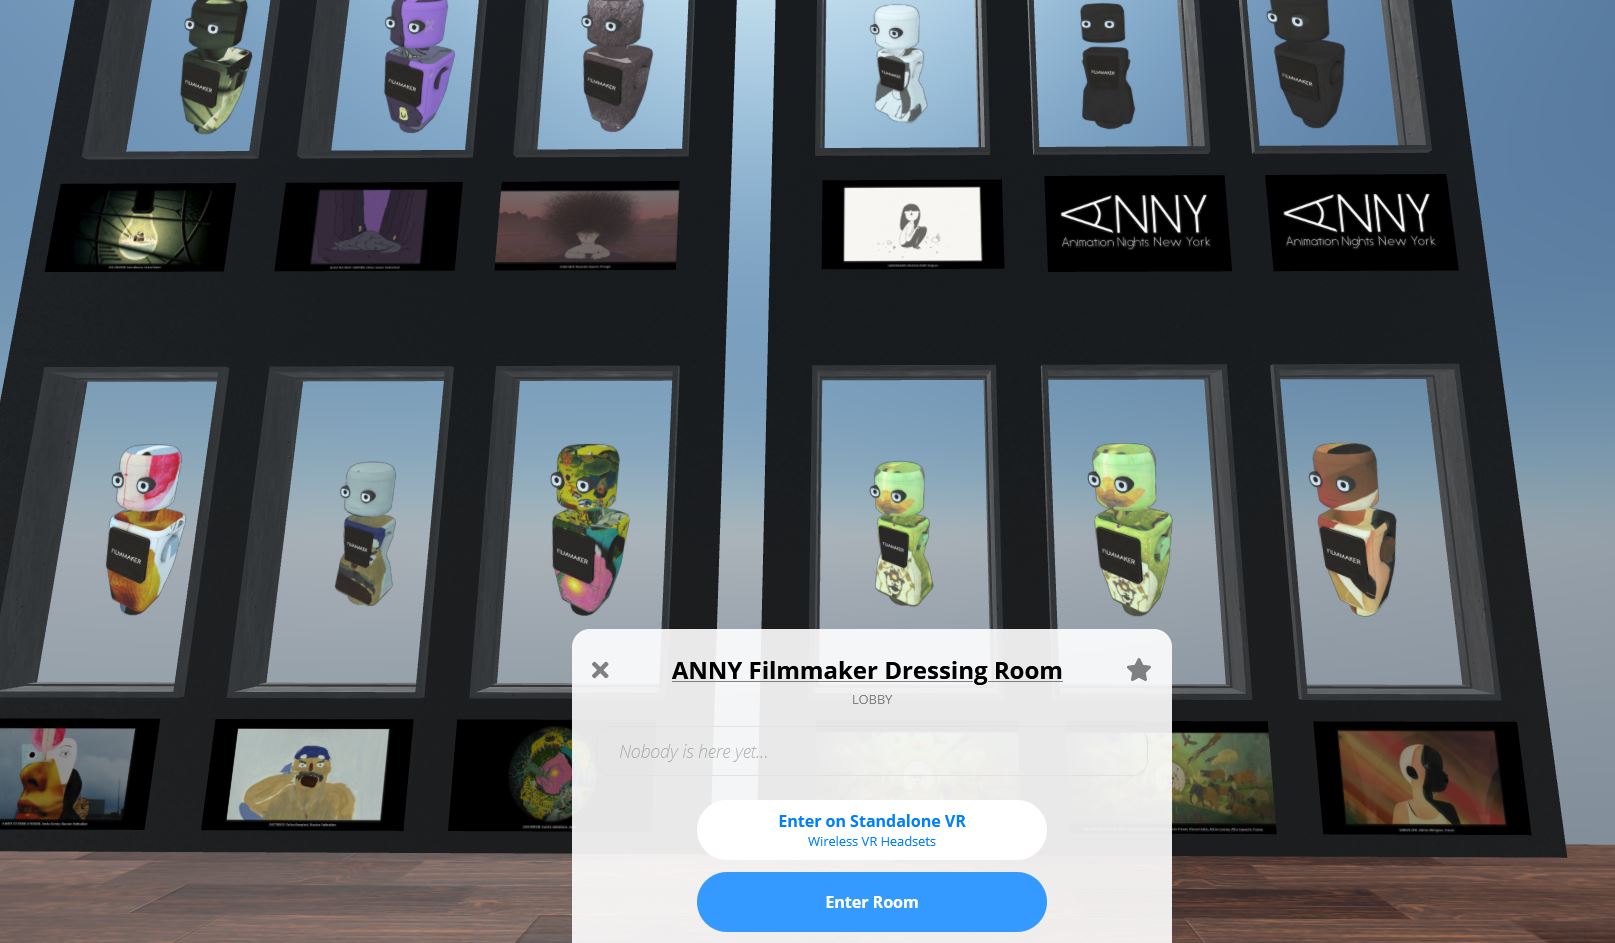 FILMMAKER
FILMMAKER
FILMMAKER
FILMMAKER
FILMMAKER
FILMMAKER
ANNY
Animation Nights New York
ANNY
Animation Nights New York
FILMMAKER
FILMMAKER
FILMMAKER
FILMMAKER
FILMMAKER
FILMMAKER
ANNY Filmmaker Dressing Room
LOBBY
Nobody is here yet...
Enter on Standalone VR
Wireless VR Headsets
Enter Room